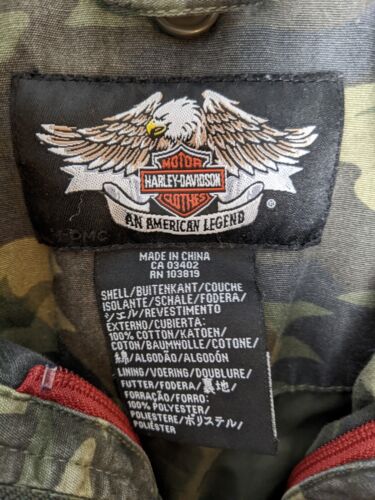 MOTOR
HARLEY-DAVIDSON
CLOTHES
®
AN AMERICAN LEGEND
MADE IN CHINA
CA 03402
RN 103819
SHELL/BUITENKANT/COUCHE
ISOLANTE/SCHALE/FODERA/
シェル/REVESTIMENTO
EXTERNO/CUBIERTA:
100% COTTON/KATOEN/
COTON/BAUMWOLLE/COTONE/
綿/ALGODÃO/ALGODÓN
LINING/VOERING/DOUBLURE/
FUTTER/FODERA/裏地/
FORRAÇÃO/FORRO:
100% POLYESTER/
POLIESTERE/ポリエステル/
POLIÉSTER